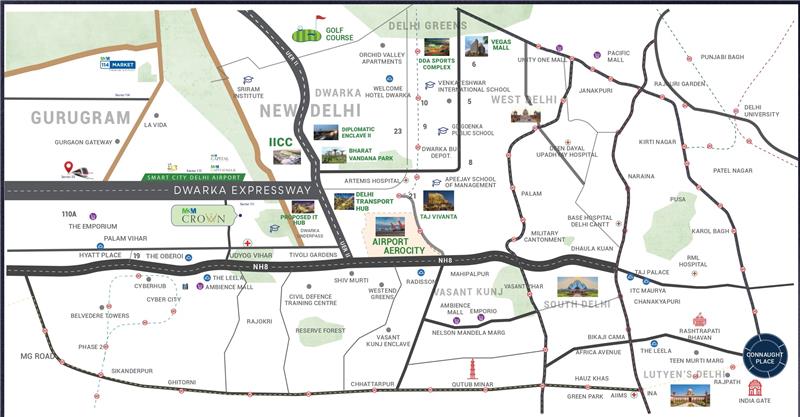 GOLF
COURSE
DELHI GREENS
UER II
ORCHID VALLEY
APARTMENTS
DDA SPORTS
COMPLEX
VEGAS
MALL
UNITY ONE MALL
PACIFIC
MALL
PUNJABI BAGH
M3M
114 MARKET
SRIRAM
INSTITUTE
DWARKA
WELCOME
HOTEL DWARKA
6
VENKATESHWAR
INTERNATIONAL SCHOOL
JANAKPURI
RAJOURI GARDEN
GURUGRAM
NEW DELHI
10
5
WEST DELHI
DELHI
UNIVERSITY
LA VIDA
GURGAON GATEWAY
IICC
DIPLOMATIC
ENCLAVE II
23
9
GD GOENKA
PUBLIC SCHOOL
KIRTI NAGAR
BHARAT
VANDANA PARK
DWARKA BUS
DEPOT
DEEN DAYAL
UPADHYAY HOSPITAL
8
PATEL NAGAR
SMART CITY DELHI AIRPORT
ARTEMIS HOSPITAL
APEEJAY SCHOOL
OF MANAGEMENT
NARAINA
DWARKA EXPRESSWAY
PALAM
DELHI
TRANSPORT
HUB
21
TAJ VIVANTA
PUSA
110A
THE EMPORIUM
M3M
CROWN
PROPOSED IT
HUB
DWARKA
UNDERPASS
BASE HOSPITAL
DELHI CANTT
KAROL BAGH
PALAM VIHAR
UER II
AIRPORT
AEROCITY
MILITARY
CANTONMENT
DHAULA KUAN
HYATT PLACE
19
THE OBEROI
UDYOG VIHAR
TIVOLI GARDENS
NH8
NH8
RML
HOSPITAL
CYBERHUB
THE LEELA
AMBIENCE MALL
SHIV MURTI
RADISSON
MAHIPALPUR
TAJ PALACE
ITC MAURYA
CHANAKYAPURI
CYBER CITY
CIVIL DEFENCE
TRAINING CENTRE
WESTEND
GREENS
VASANT KUNJ
VASANT VIHAR
SOUTH DELHI
BELVEDERE TOWERS
RAJOKRI
RESERVE FOREST
AMBIENCE
MALL
EMPORIO
NELSON MANDELA MARG
RASHTRAPATI
BHAVAN
PHASE 2
VASANT
KUNJ ENCLAVE
BIKAJI CAMA
THE LEELA
AFRICA AVENUE
TEEN MURTI MARG
CONNAUGHT
PLACE
MG ROAD
SIKANDERPUR
GHITORNI
CHHATTARPUR
QUTUB MINAR
HAUZ KHAS
LUTYEN'S DELHI
RAJPATH
GREEN PARK
AIIMS
INA
INDIA GATE